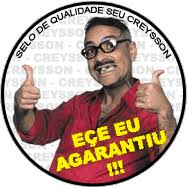 SELO DE QUALIDADE SEU CREYSSON
EÇE EU
AGARANTIU
!!!